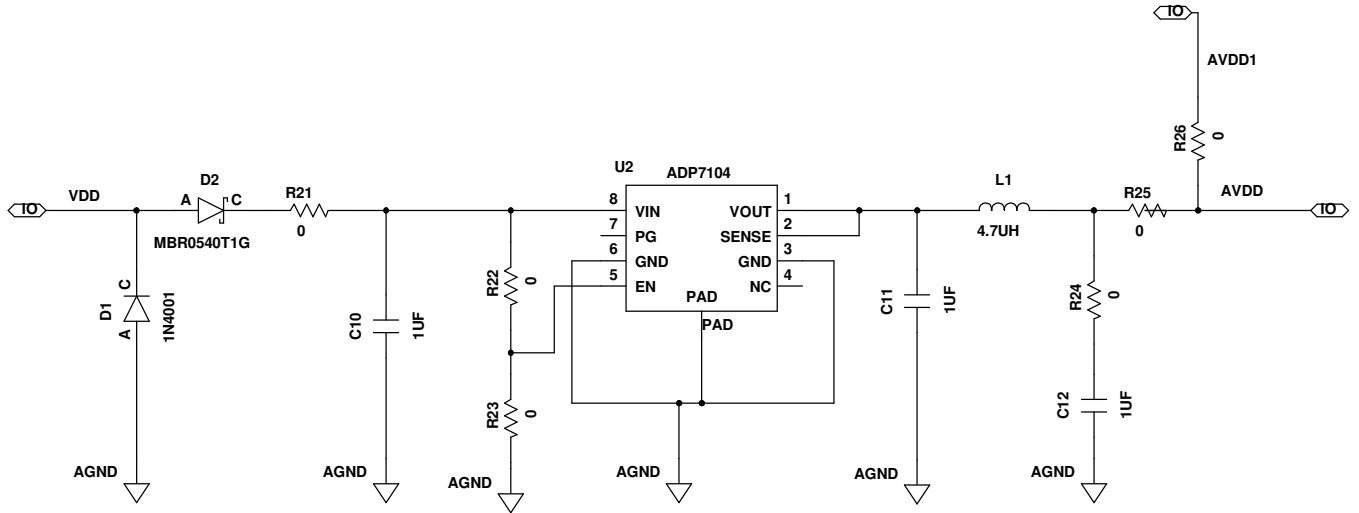 IO
AVDD1
R26
0
U2
ADP7104
D2
VDD
A
C
R21
L1
R25
AVDD
IO
IO
MBR0540T1G
0
8
VIN
VOUT
1
7
PG
SENSE
2
6
GND
GND
3
5
EN
NC
4
PAD
PAD
4.7UH
0
D1
C
A
1N4001
C10
1UF
R22
0
R23
0
C11
1UF
R24
0
C12
1UF
AGND
AGND
AGND
AGND
AGND
AGND